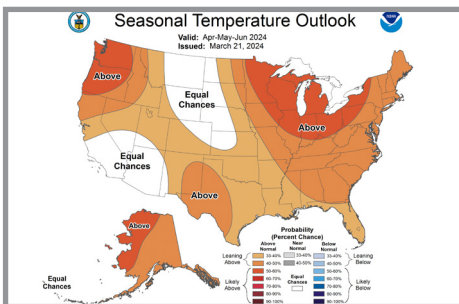 Seasonal Temperature Outlook
Valid: Apr-May-Jun 2024
Issued: March 21, 2024
Above
Equal
Chances
Above
Equal
Chances
Above
Above
Equal
Chances
Probability
(Percent Chance)
Above Normal
Near Normal
Below Normal
Leaning Above
33-40%
40-50%
33-40%
40-50%
33-40%
40-50%
Leaning Below
Likely Above
50-60%
60-70%
70-80%
80-90%
90-100%
Equal Chances
50-60%
60-70%
70-80%
80-90%
90-100%
Likely Below